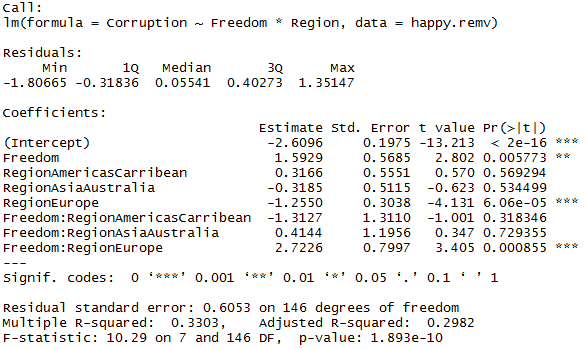 Call:
lm(formula = Corruption ~ Freedom * Region, data = happy.remv)
Residuals:
Min 1Q Median 3Q Max
-1.80665 -0.31836 0.05541 0.40273 1.35147
Coefficients:
Estimate Std. Error t value Pr(>|t|)
(Intercept) -2.6096 0.1975 -13.213 < 2e-16 ***
Freedom 1.5929 0.5685 2.802 0.005773 **
RegionAmericasCarribean 0.3166 0.5551 0.570 0.569294
RegionAsiaAustralia -0.3185 0.5115 -0.623 0.534499
RegionEurope -1.2550 0.3038 -4.131 6.06e-05 ***
Freedom:RegionAmericasCarribean -1.3127 1.3110 -1.001 0.318346
Freedom:RegionAsiaAustralia 0.4144 1.1956 0.347 0.729355
Freedom:RegionEurope 2.7226 0.7997 3.405 0.000855 ***
---
Signif. codes: 0 ‘***’ 0.001 ‘**’ 0.01 ‘*’ 0.05 ‘.’ 0.1 ‘ ’ 1
Residual standard error: 0.6053 on 146 degrees of freedom
Multiple R-squared: 0.3303, Adjusted R-squared: 0.2982
F-statistic: 10.29 on 7 and 146 DF, p-value: 1.893e-10